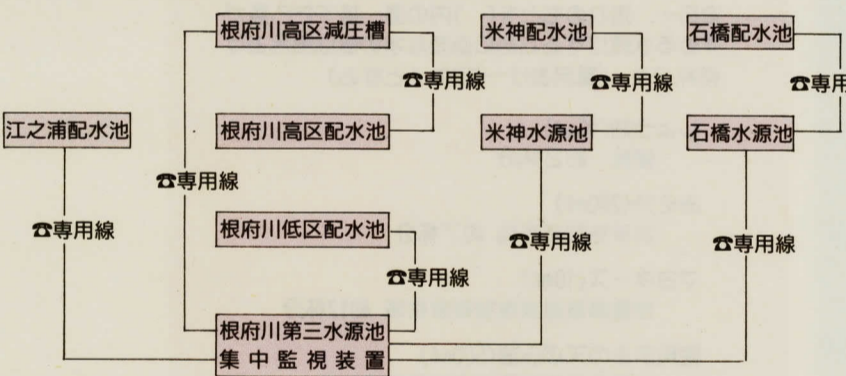 根府川高区減圧槽
米神配水池
石橋配水池
☎専用線
☎専用線
☎専用
江之浦配水池
根府川高区配水池
米神水源池
石橋水源池
☎専用線
☎専用線
根府川低区配水池
☎専用線
☎専用線
☎専用線
根府川第三水源池
集中監視装置